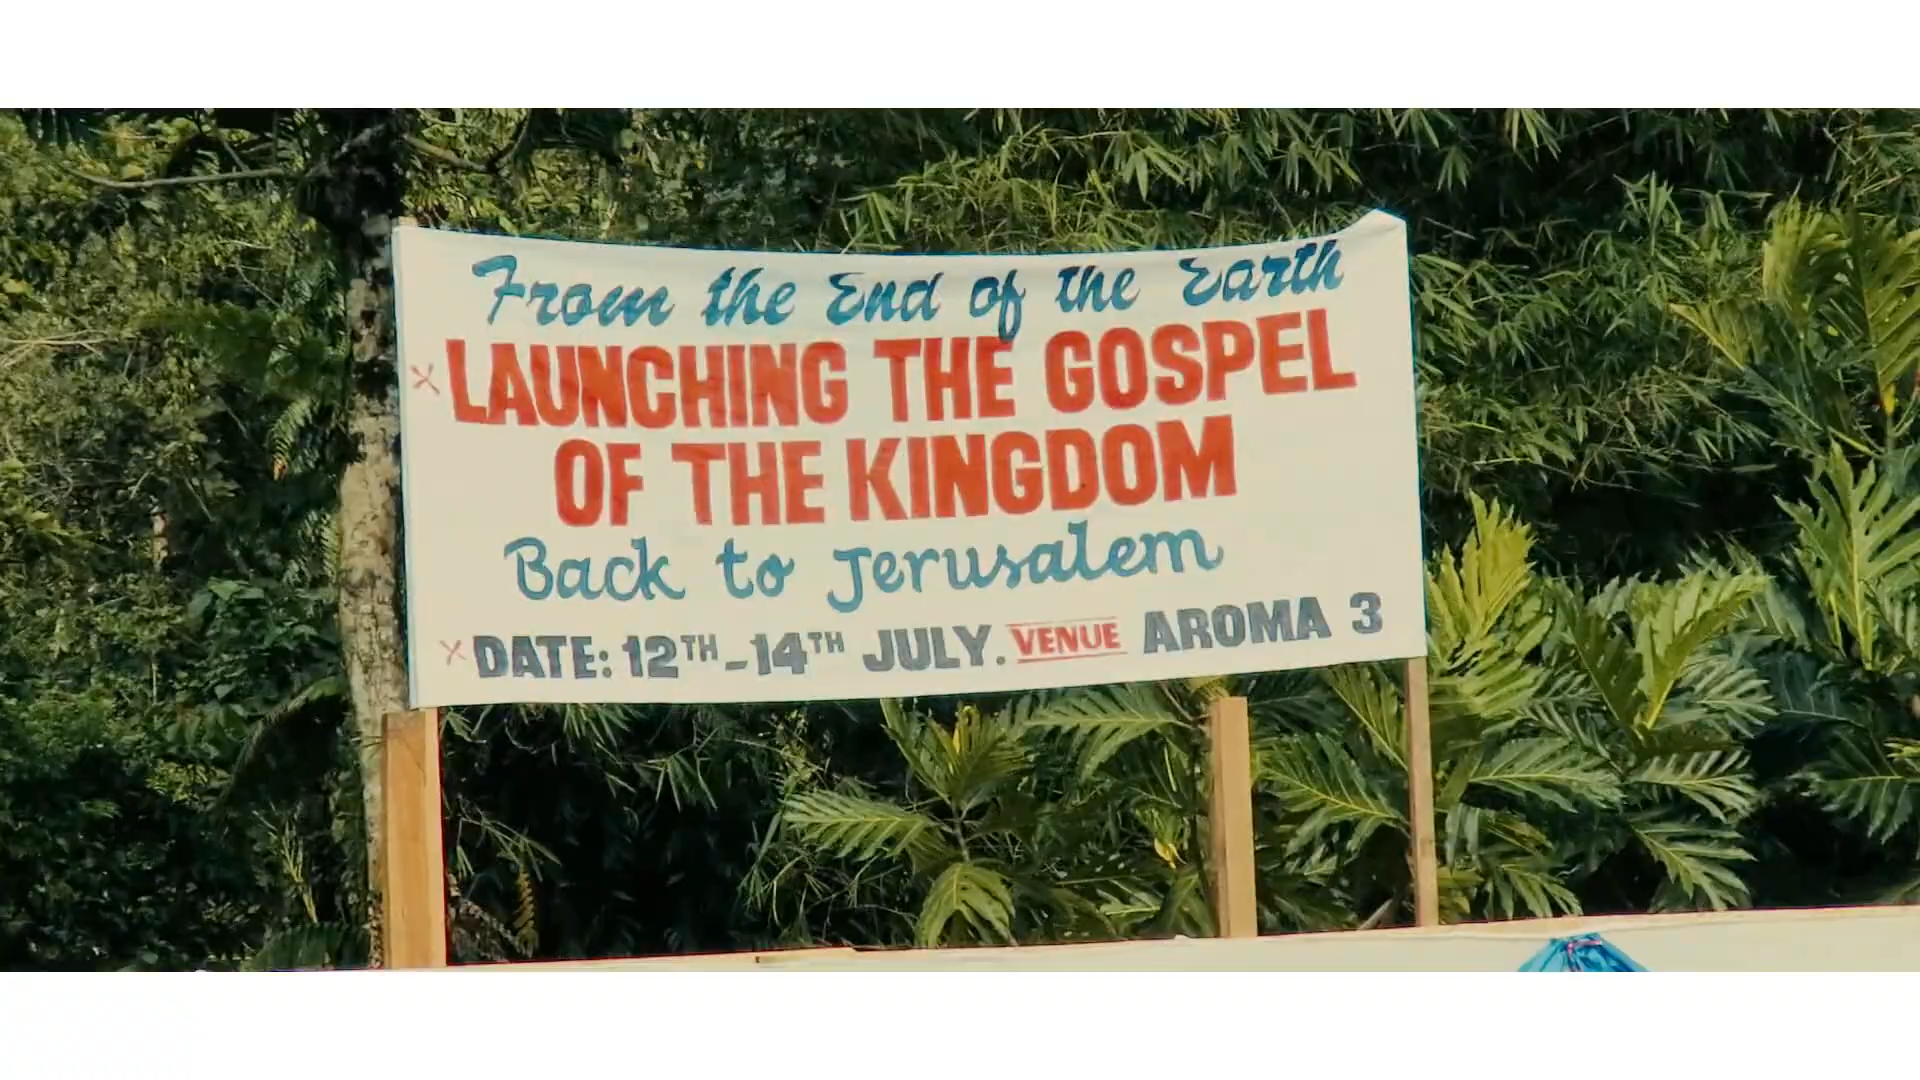 From the End of the Earth
x LAUNCHING THE GOSPEL
OF THE KINGDOM
Back to Jerusalem
x DATE: 12TH-14TH JULY. VENUE AROMA 3